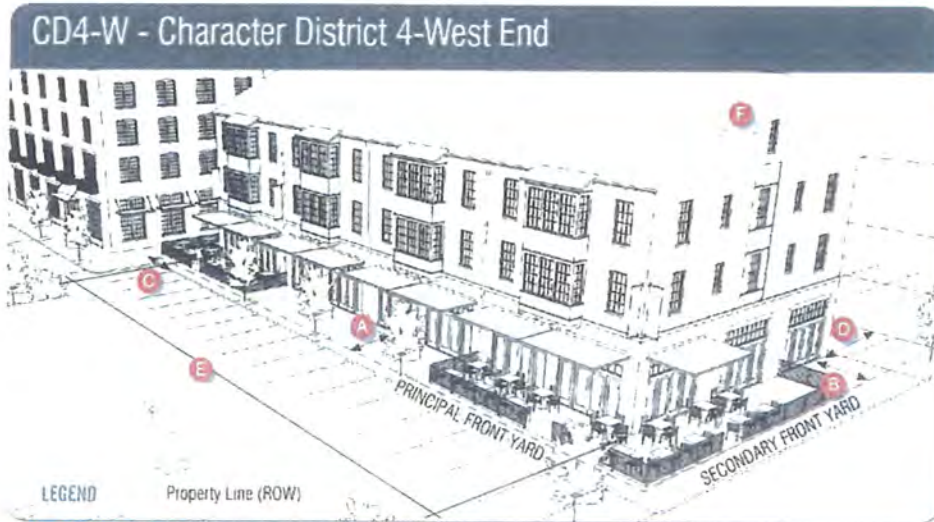 CD4-W - Character District 4-West End
F
C
A
D
E
B
PRINCIPAL FRONT YARD
SECONDARY FRONT YARD
LEGEND Property Line (ROW)